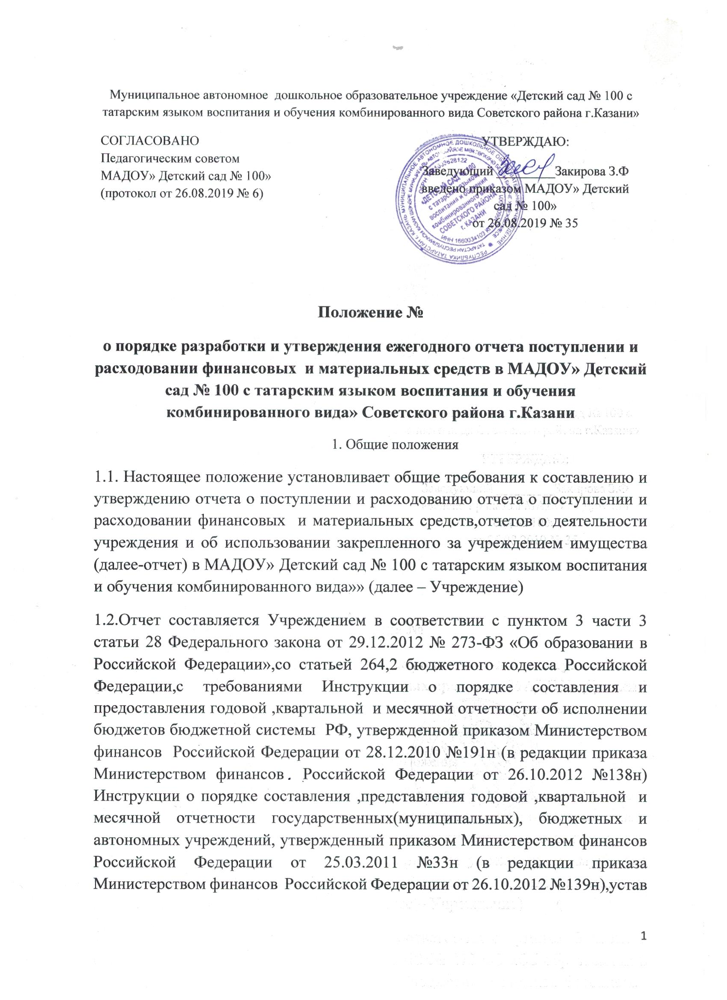 Муниципальное автономное дошкольное образовательное учреждение «Детский сад № 100 с
татарским языком воспитания и обучения комбинированного вида Советского района г.Казани»
СОГЛАСОВАНО
Педагогическим советом
МАДОУ» Детский сад № 100»
(протокол от 26.08.2019 № 6)
УТВЕРЖДАЮ:
Заведующий __________Закирова З.Ф
введено приказом МАДОУ» Детский
сад № 100»
от 26.08.2019 № 35
«ДЕТСКИЙ САД № 100
с татарским языком
воспитания и обучения
комбинированного вида»
СОВЕТСКОГО РАЙОНА
г. КАЗАНИ
ИНН 1660034103
Положение №
о порядке разработки и утверждения ежегодного отчета поступлении и
расходовании финансовых и материальных средств в МАДОУ» Детский
сад № 100 с татарским языком воспитания и обучения
комбинированного вида» Советского района г.Казани
1. Общие положения
1.1. Настоящее положение установливает общие требования к составлению и
утверждению отчета о поступлении и расходованию отчета о поступлении и
расходовании финансовых и материальных средств,отчетов о деятельности
учреждения и об использовании закрепленного за учреждением имущества
(далее-отчет) в МАДОУ» Детский сад № 100 с татарским языком воспитания
и обучения комбинированного вида»» (далее – Учреждение)
1.2.Отчет составляется Учреждением в соответствии с пунктом 3 части 3
статьи 28 Федерального закона от 29.12.2012 № 273-ФЗ «Об образовании в
Российской Федерации»,со статьей 264,2 бюджетного кодекса Российской
Федерации,с требованиями Инструкции о порядке составления и
предоставления годовой ,квартальной и месячной отчетности об исполнении
бюджетов бюджетной системы РФ, утвержденной приказом Министерством
финансов Российской Федерации от 28.12.2010 №191н (в редакции приказа
Министерством финансов . Российской Федерации от 26.10.2012 №138н)
Инструкции о порядке составления ,представления годовой ,квартальной и
месячной отчетности государственных(муниципальных), бюджетных и
автономных учреждений, утвержденный приказом Министерством финансов
Российской Федерации от 25.03.2011 №33н (в редакции приказа
Министерством финансов Российской Федерации от 26.10.2012 №139н),устав
1